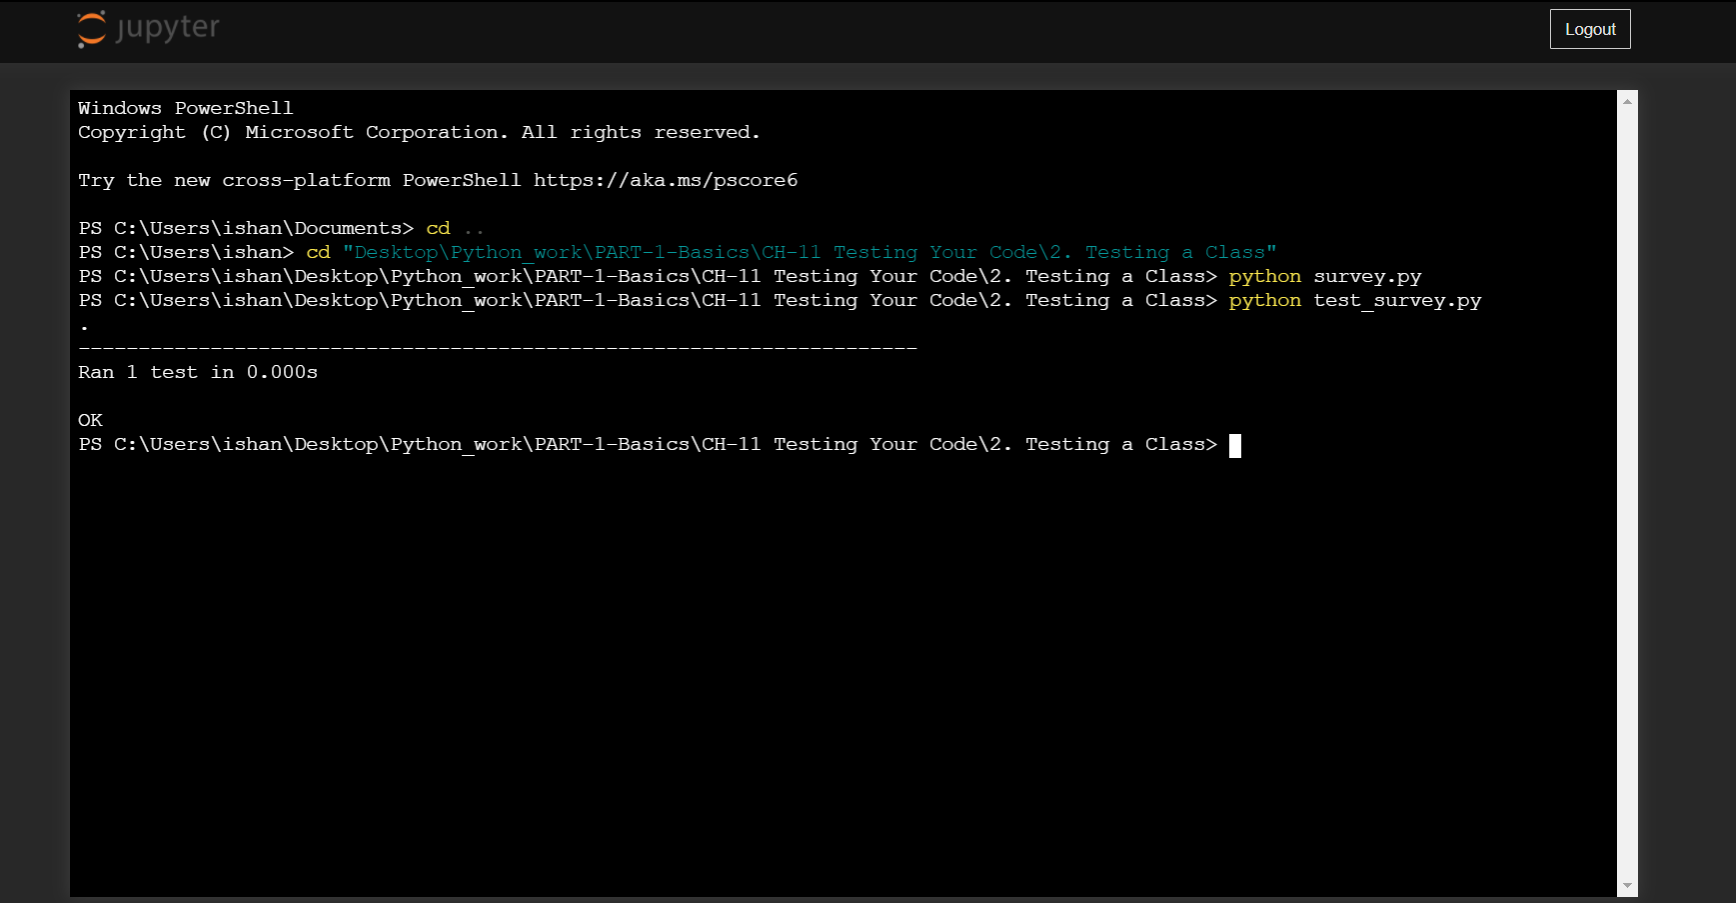 jupyter
Logout
Windows PowerShell
Copyright (C) Microsoft Corporation. All rights reserved.
Try the new cross-platform PowerShell https://aka.ms/pscore6
PS C:\Users\ishan\Documents> cd ..
PS C:\Users\ishan> cd "Desktop\Python_work\PART-1-Basics\CH-11 Testing Your Code\2. Testing a Class"
PS C:\Users\ishan\Desktop\Python_work\PART-1-Basics\CH-11 Testing Your Code\2. Testing a Class> python survey.py
PS C:\Users\ishan\Desktop\Python_work\PART-1-Basics\CH-11 Testing Your Code\2. Testing a Class> python test_survey.py
.
----------------------------------------------------------------------
Ran 1 test in 0.000s
OK
PS C:\Users\ishan\Desktop\Python_work\PART-1-Basics\CH-11 Testing Your Code\2. Testing a Class>